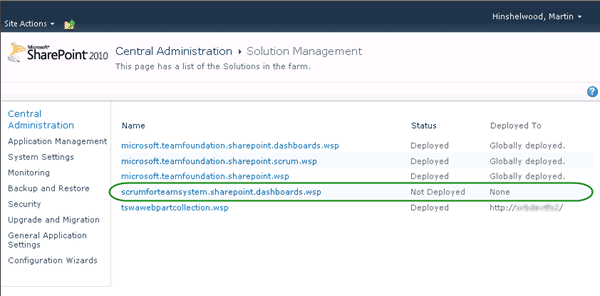 Site Actions
Hinshelwood, Martin
Microsoft
SharePoint 2010
Central Administration ▸ Solution Management
This page has a list of the Solutions in the farm.
Central
Administration
Application Management
System Settings
Monitoring
Backup and Restore
Security
Upgrade and Migration
General Application
Settings
Configuration Wizards
Name Status Deployed To
microsoft.teamfoundation.sharepoint.dashboards.wsp Deployed Globally deployed.
microsoft.teamfoundation.sharepoint.scrum.wsp Deployed Globally deployed.
microsoft.teamfoundation.sharepoint.wsp Deployed Globally deployed.
scrumforteamsystem.sharepoint.dashboards.wsp Not Deployed None
tswawebpartcollection.wsp Deployed http://